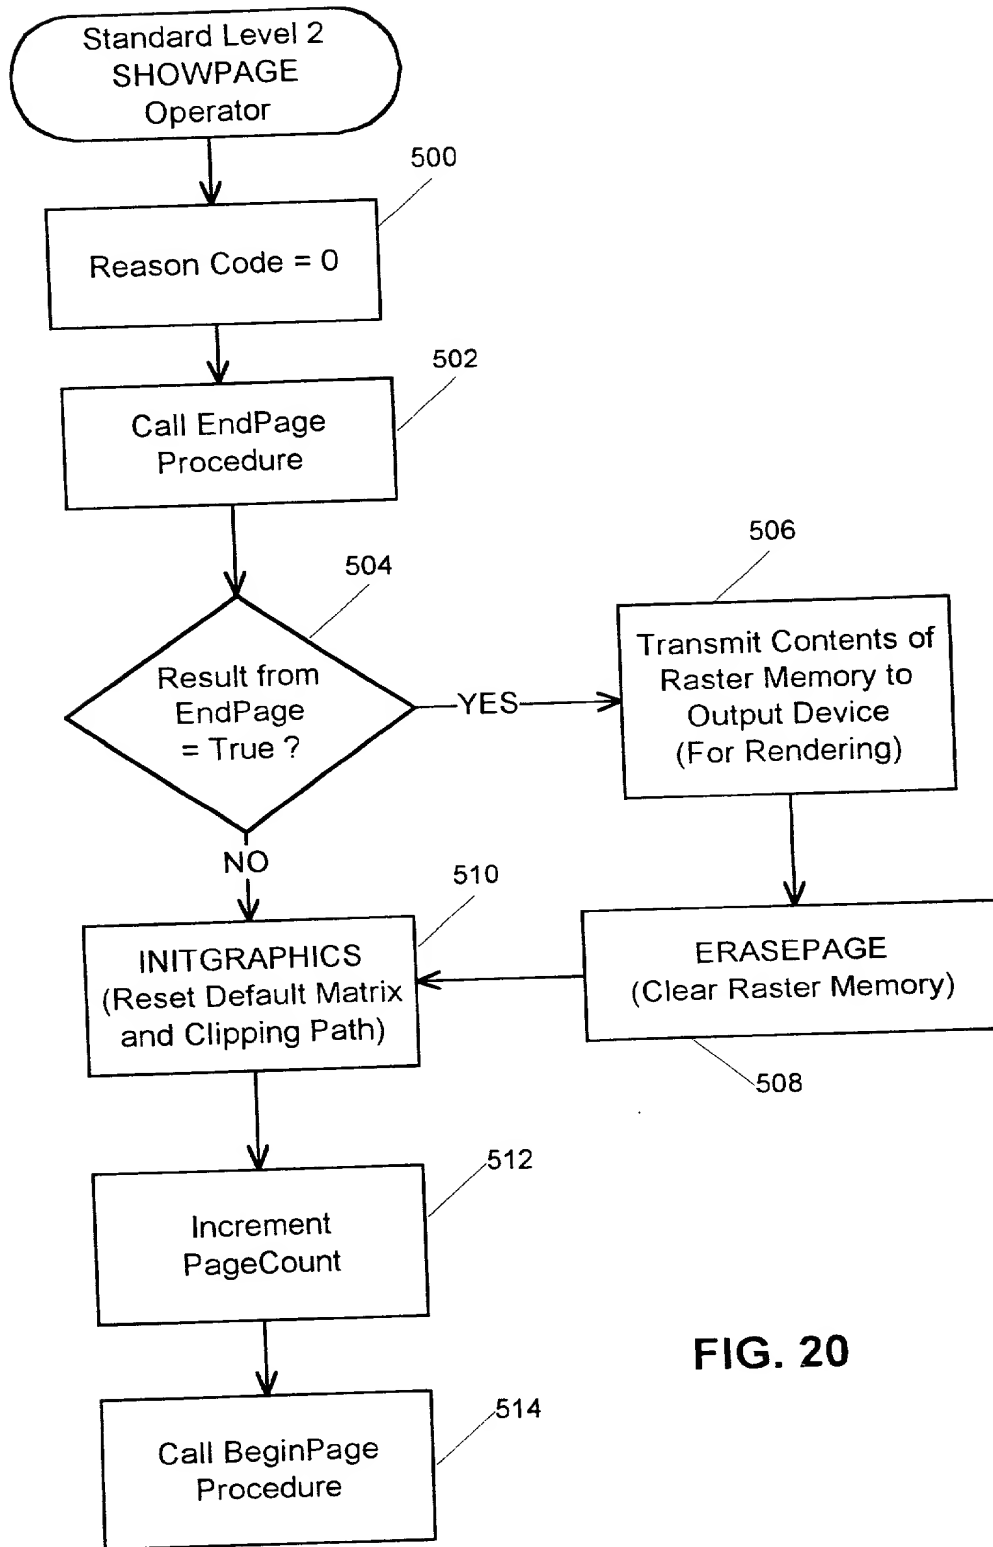 Standard Level 2
SHOWPAGE
Operator
500
Reason Code = 0
502
Call EndPage
Procedure
504
Result from
EndPage
= True ?
YES
506
Transmit Contents of
Raster Memory to
Output Device
(For Rendering)
NO
510
INITGRAPHICS
(Reset Default Matrix
and Clipping Path)
ERASEPAGE
(Clear Raster Memory)
508
512
Increment
PageCount
FIG. 20
514
Call BeginPage
Procedure